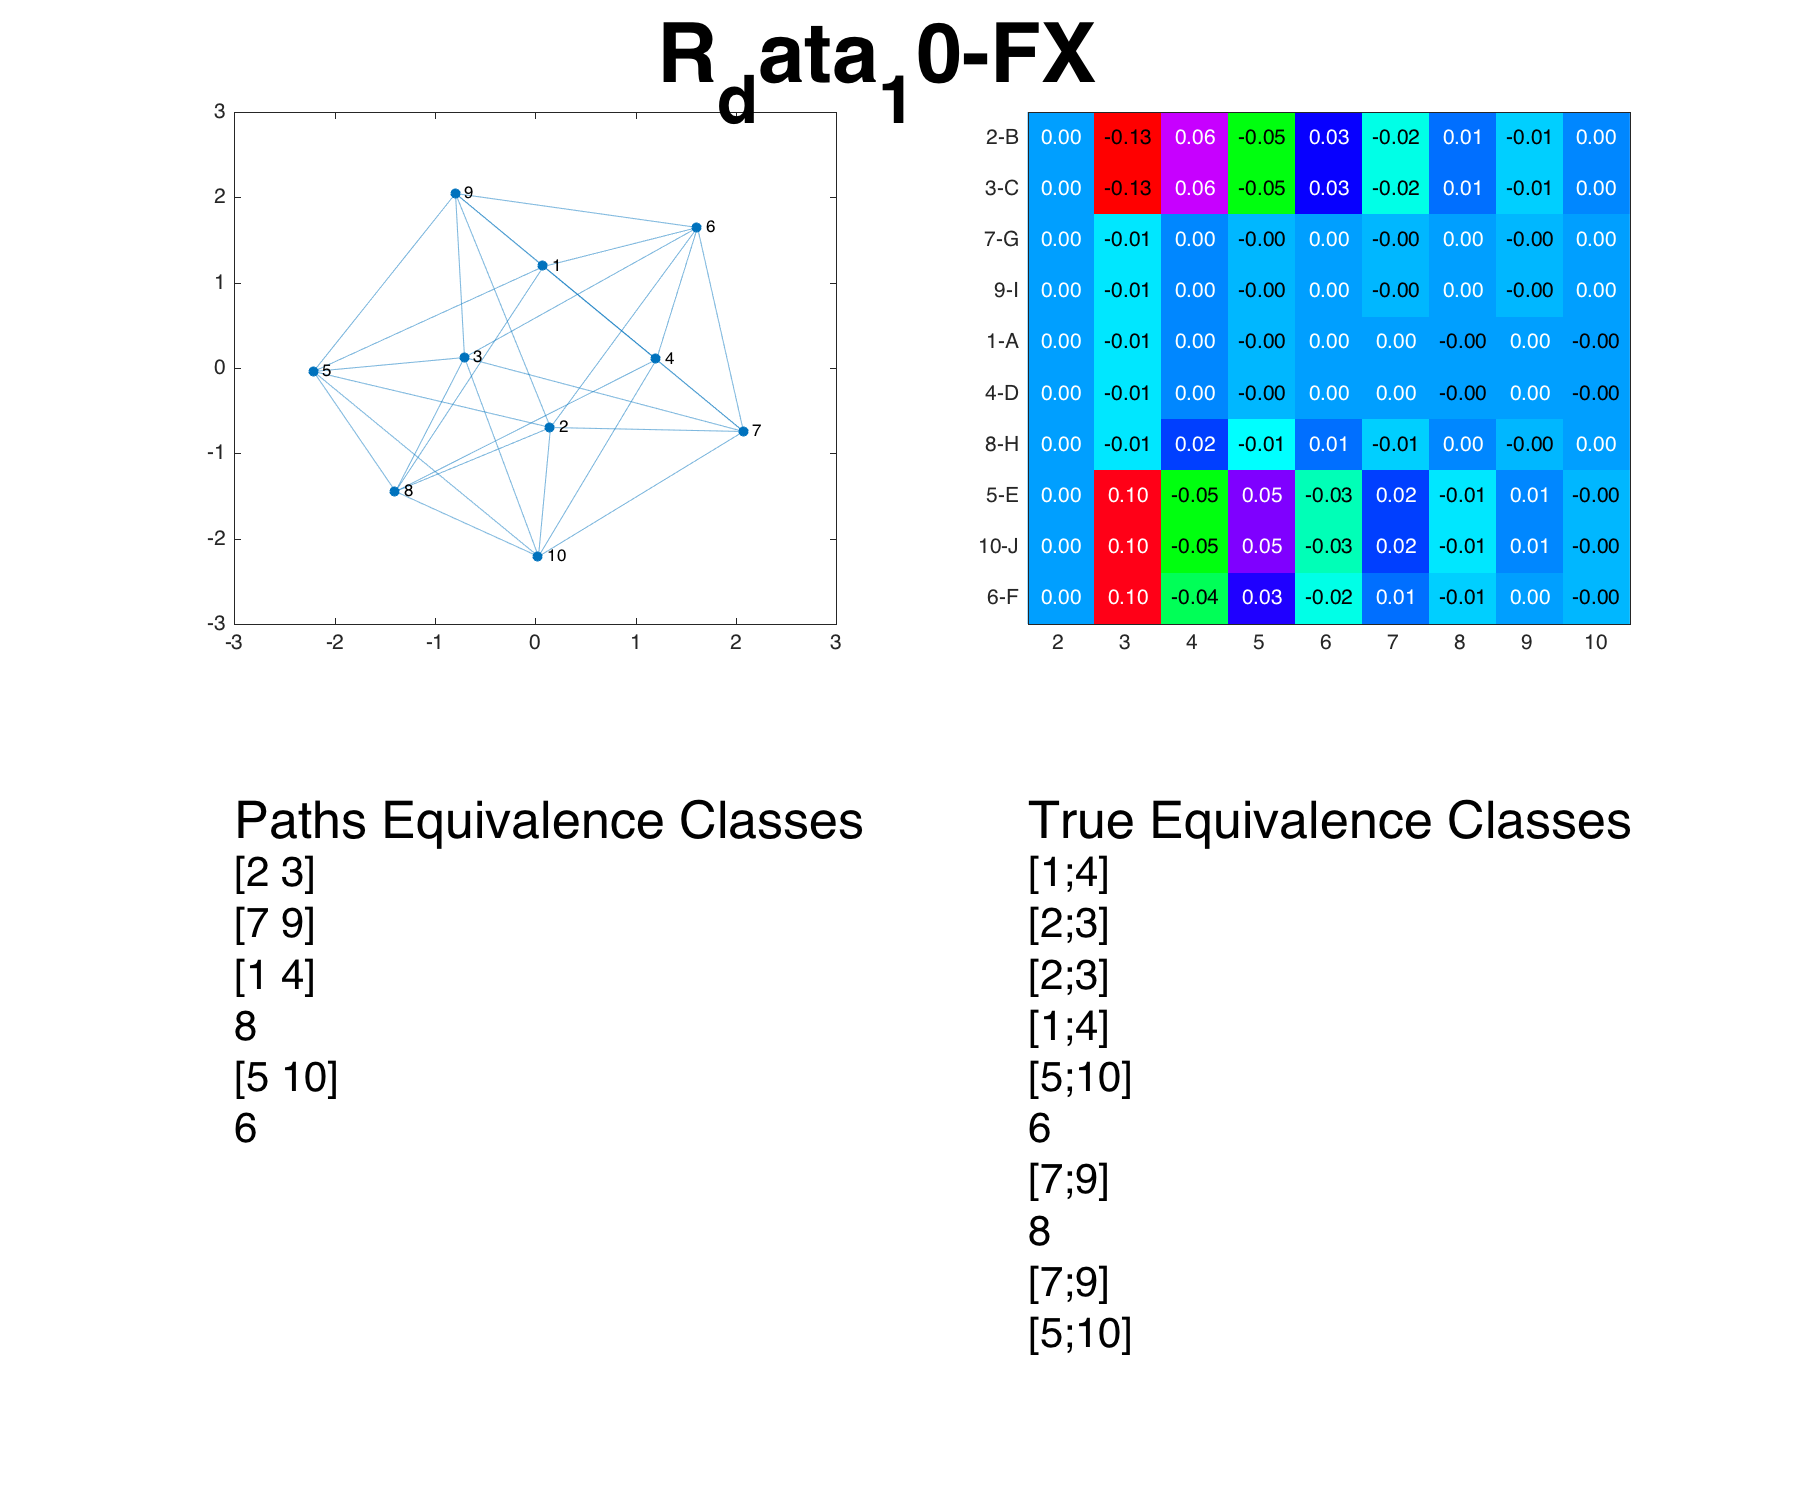 R_data_10-FX
3
2
1
0
-1
-2
-3
-3 -2 -1 0 1 2 3
9
6
1
3
4
5
2
7
8
10
2-B 0.00 -0.13 0.06 -0.05 0.03 -0.02 0.01 -0.01 0.00
3-C 0.00 -0.13 0.06 -0.05 0.03 -0.02 0.01 -0.01 0.00
7-G 0.00 -0.01 0.00 -0.00 0.00 -0.00 0.00 -0.00 0.00
9-I 0.00 -0.01 0.00 -0.00 0.00 -0.00 0.00 -0.00 0.00
1-A 0.00 -0.01 0.00 -0.00 0.00 0.00 -0.00 0.00 -0.00
4-D 0.00 -0.01 0.00 -0.00 0.00 0.00 -0.00 0.00 -0.00
8-H 0.00 -0.01 0.02 -0.01 0.01 -0.01 0.00 -0.00 0.00
5-E 0.00 0.10 -0.05 0.05 -0.03 0.02 -0.01 0.01 -0.00
10-J 0.00 0.10 -0.05 0.05 -0.03 0.02 -0.01 0.01 -0.00
6-F 0.00 0.10 -0.04 0.03 -0.02 0.01 -0.01 0.00 -0.00
2 3 4 5 6 7 8 9 10
Paths Equivalence Classes
[2 3]
[7 9]
[1 4]
8
[5 10]
6
True Equivalence Classes
[1;4]
[2;3]
[2;3]
[1;4]
[5;10]
6
[7;9]
8
[7;9]
[5;10]